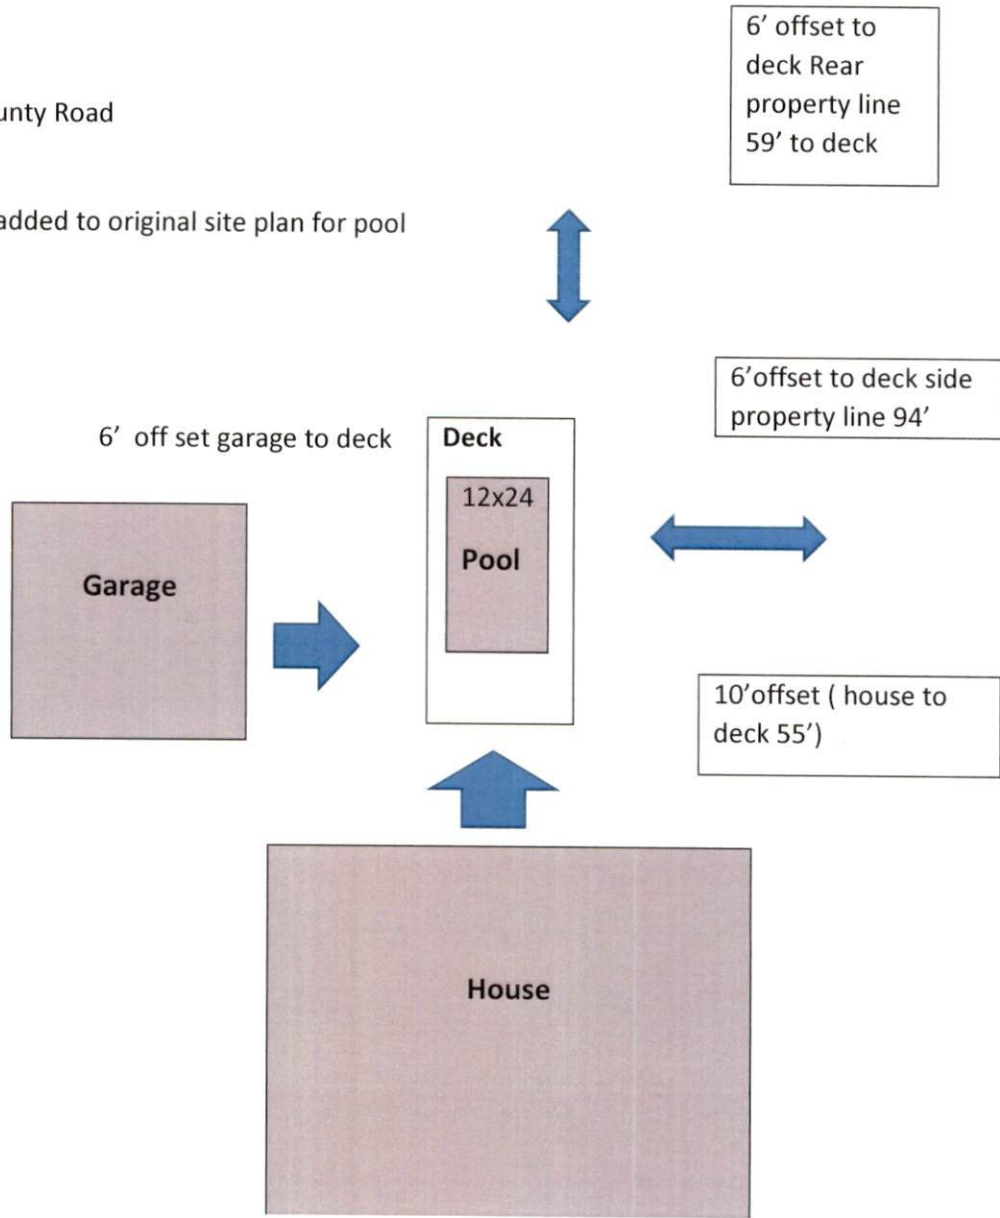 6' offset to
deck Rear
property line
59' to deck
unty Road
added to original site plan for pool
6'offset to deck side
property line 94'
6' off set garage to deck
Deck
12x24
Pool
Garage
10'offset ( house to
deck 55')
House